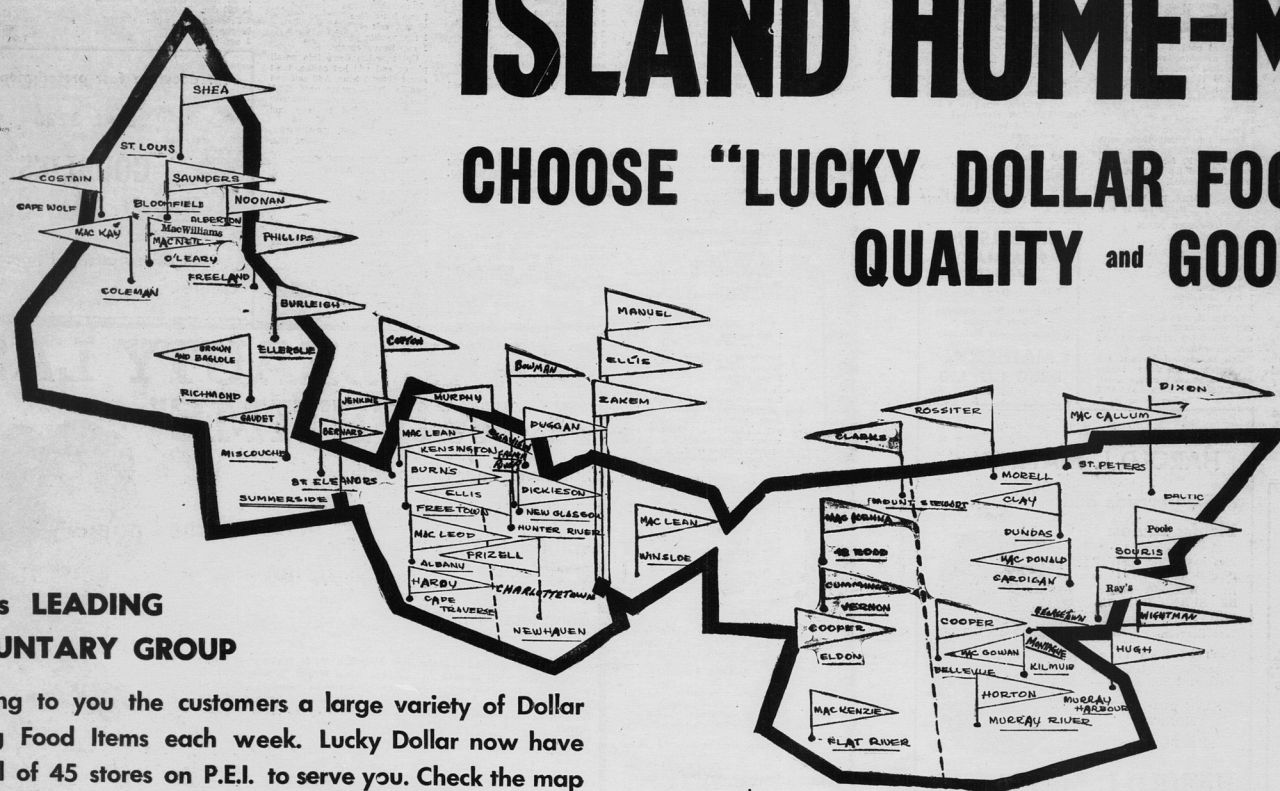 ISLAND HOME-M
CHOOSE "LUCKY DOLLAR FOO
QUALITY and GOO
SHEA
ST. LOUIS
COSTAIN
SAUNDERS
CAPE WOLF
BLOOMFIELD
NOONAN
ALBERTON
MAC KAY
MacWilliams
MACNEIL
PHILLIPS
O'LEARY
FREELAND
COLEMAN
BURLEIGH
MANUEL
BROWN
AND BAGLOLE
ELLERSLIE
COTTON
ELLIS
BOWMAN
DIXON
RICHMOND
JENKINS
MURPHY
ZAKEM
ROSSITER
MAC CALLUM
GAUDET
BERNARD
MAC LEAN
DUGGAN
CLARKS
MISCOUCHE
KENSINGTON
BURNS
MORELL
ST. PETERS
ST ELEANORS
ELLIS
DICKIESON
BALTIC
SUMMERSIDE
FREETOWN
NEW GLASGOW
MOUNT STEWART
CLAY
MAC LEOD
HUNTER RIVER
MAC LEAN
MAC KENNA
DUNDAS
Poole
FRIZELL
WINSLOE
48 ROAD
SOURIS
ALBANY
MAC DONALD
HARDY
CHARLOTTETOWN
CUMMINGS
CARDIGAN
Ray's
CAPE
TRAVERSE
VERNON
GEORGETOWN
WIGHTMAN
NEWHAVEN
COOPER
COOPER
MONTAGUE
HUGH
ELDON
MAC GOWAN
KILMUIR
BELLEVUE
HORTON
MURRAY
HARBOUR
MACKENZIE
MURRAY RIVER
FLAT RIVER
s LEADING
UNTARY GROUP
ng to you the customers a large variety of Dollar
g Food Items each week. Lucky Dollar now have
l of 45 stores on P.E.I. to serve you. Check the map